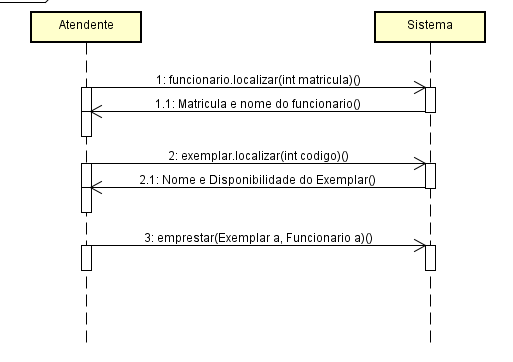 Atendente
Sistema
1: funcionario.localizar(int matricula)()
1.1: Matricula e nome do funcionario()
2: exemplar.localizar(int codigo)()
2.1: Nome e Disponibilidade do Exemplar()
3: emprestar(Exemplar a, Funcionario a)()